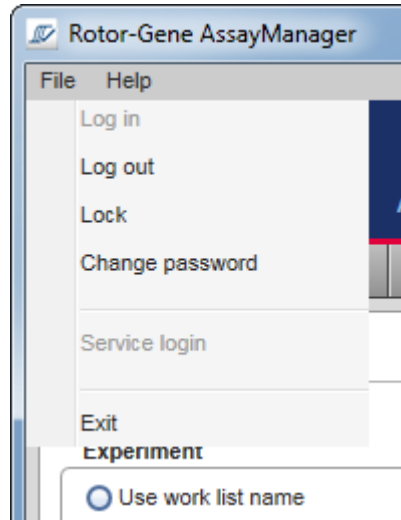 Rotor-Gene AssayManager
File Help
Log in
Log out
Lock
Change password
Service login
Exit
Experiment
Use work list name